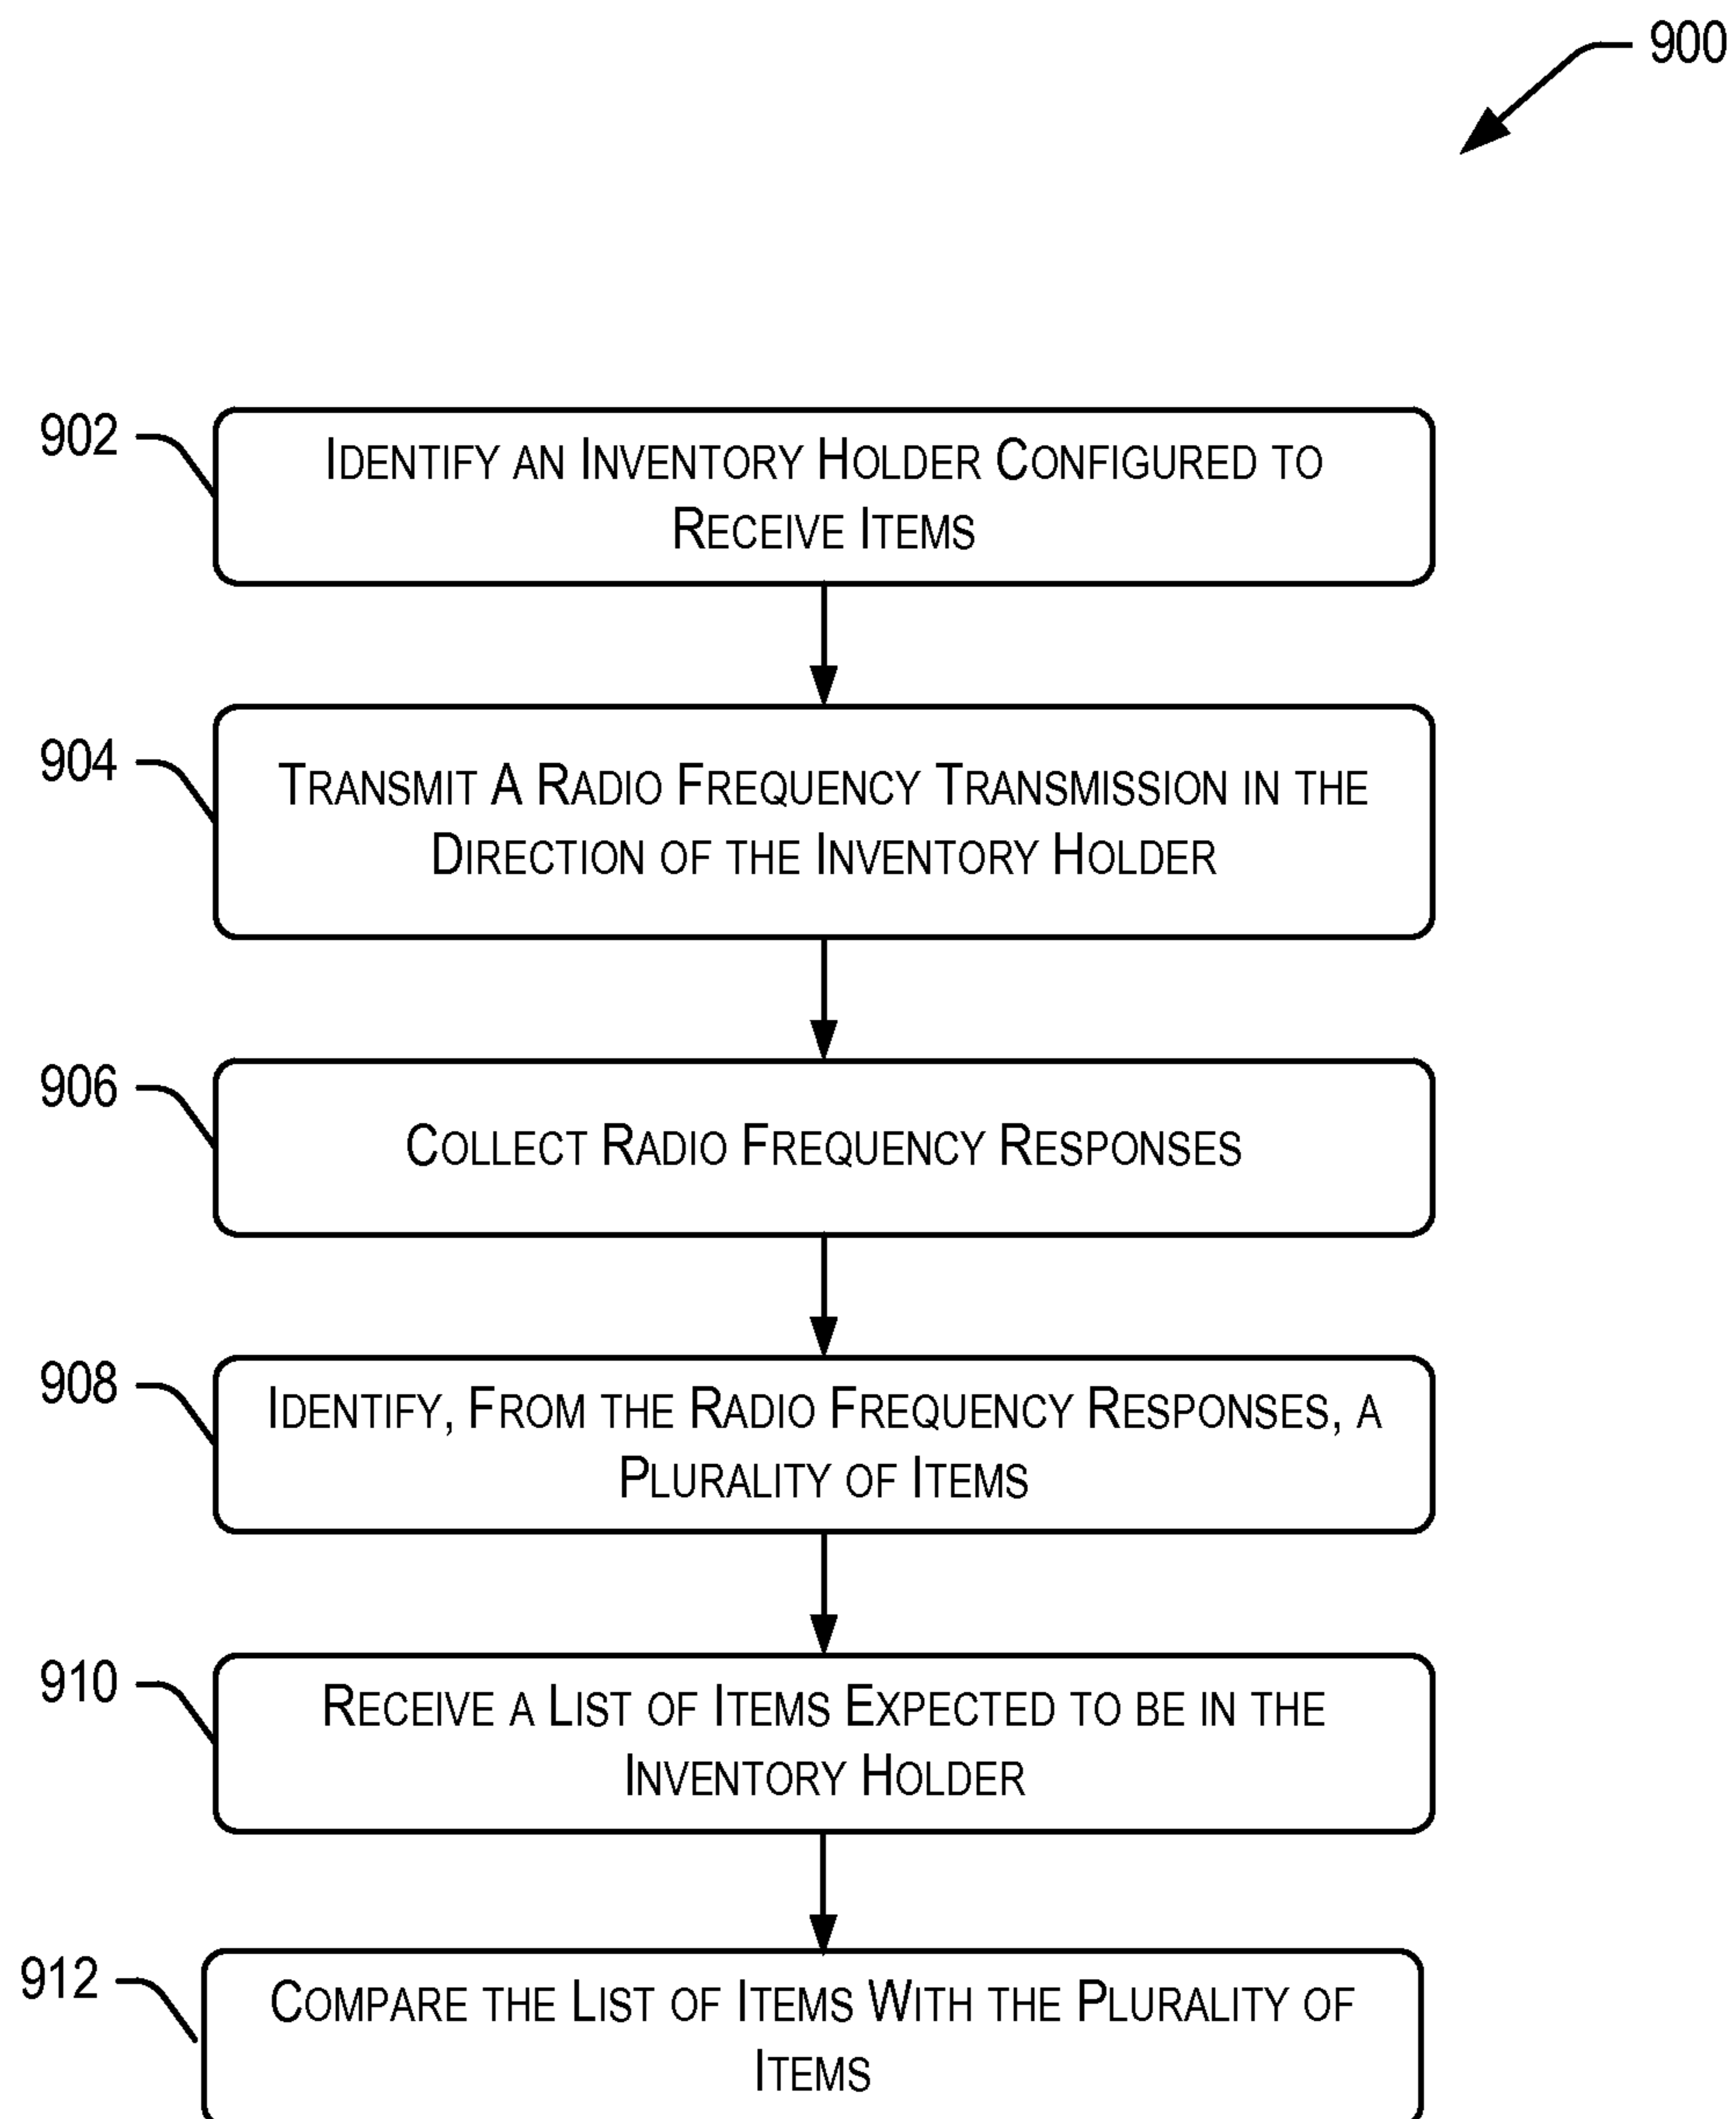 900
902
IDENTIFY AN INVENTORY HOLDER CONFIGURED TO
RECEIVE ITEMS
904
TRANSMIT A RADIO FREQUENCY TRANSMISSION IN THE
DIRECTION OF THE INVENTORY HOLDER
906
COLLECT RADIO FREQUENCY RESPONSES
908
IDENTIFY, FROM THE RADIO FREQUENCY RESPONSES, A
PLURALITY OF ITEMS
910
RECEIVE A LIST OF ITEMS EXPECTED TO BE IN THE
INVENTORY HOLDER
912
COMPARE THE LIST OF ITEMS WITH THE PLURALITY OF
ITEMS